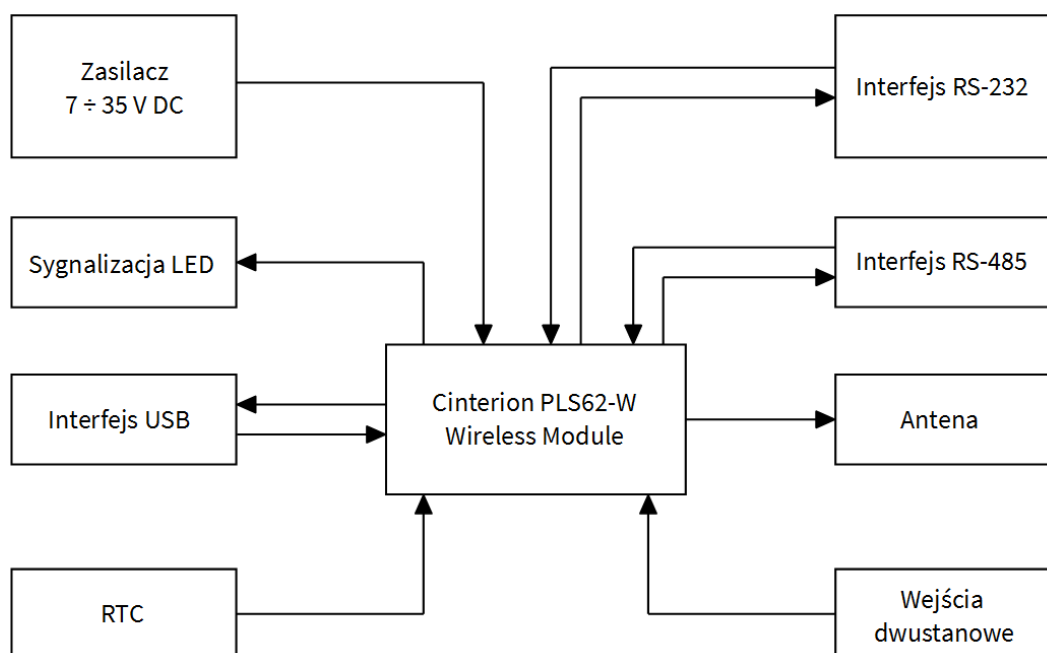 Zasilacz
7 ÷ 35 V DC
Interfejs RS-232
Sygnalizacja LED
Interfejs RS-485
Interfejs USB
Cinterion PLS62-W
Wireless Module
Antena
RTC
Wejścia
dwustanowe